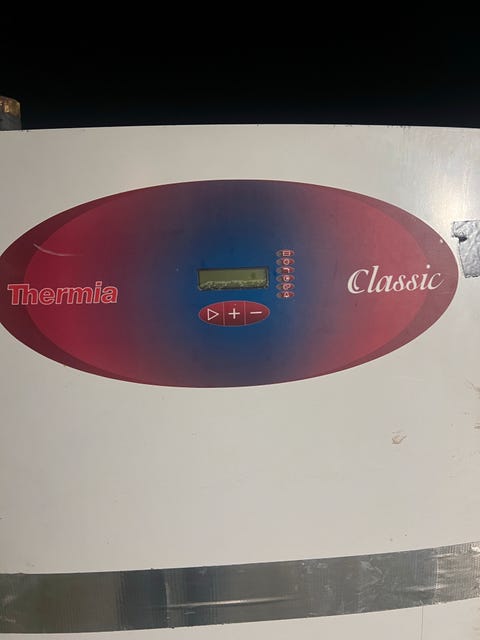 Thermia
Classic
+ −